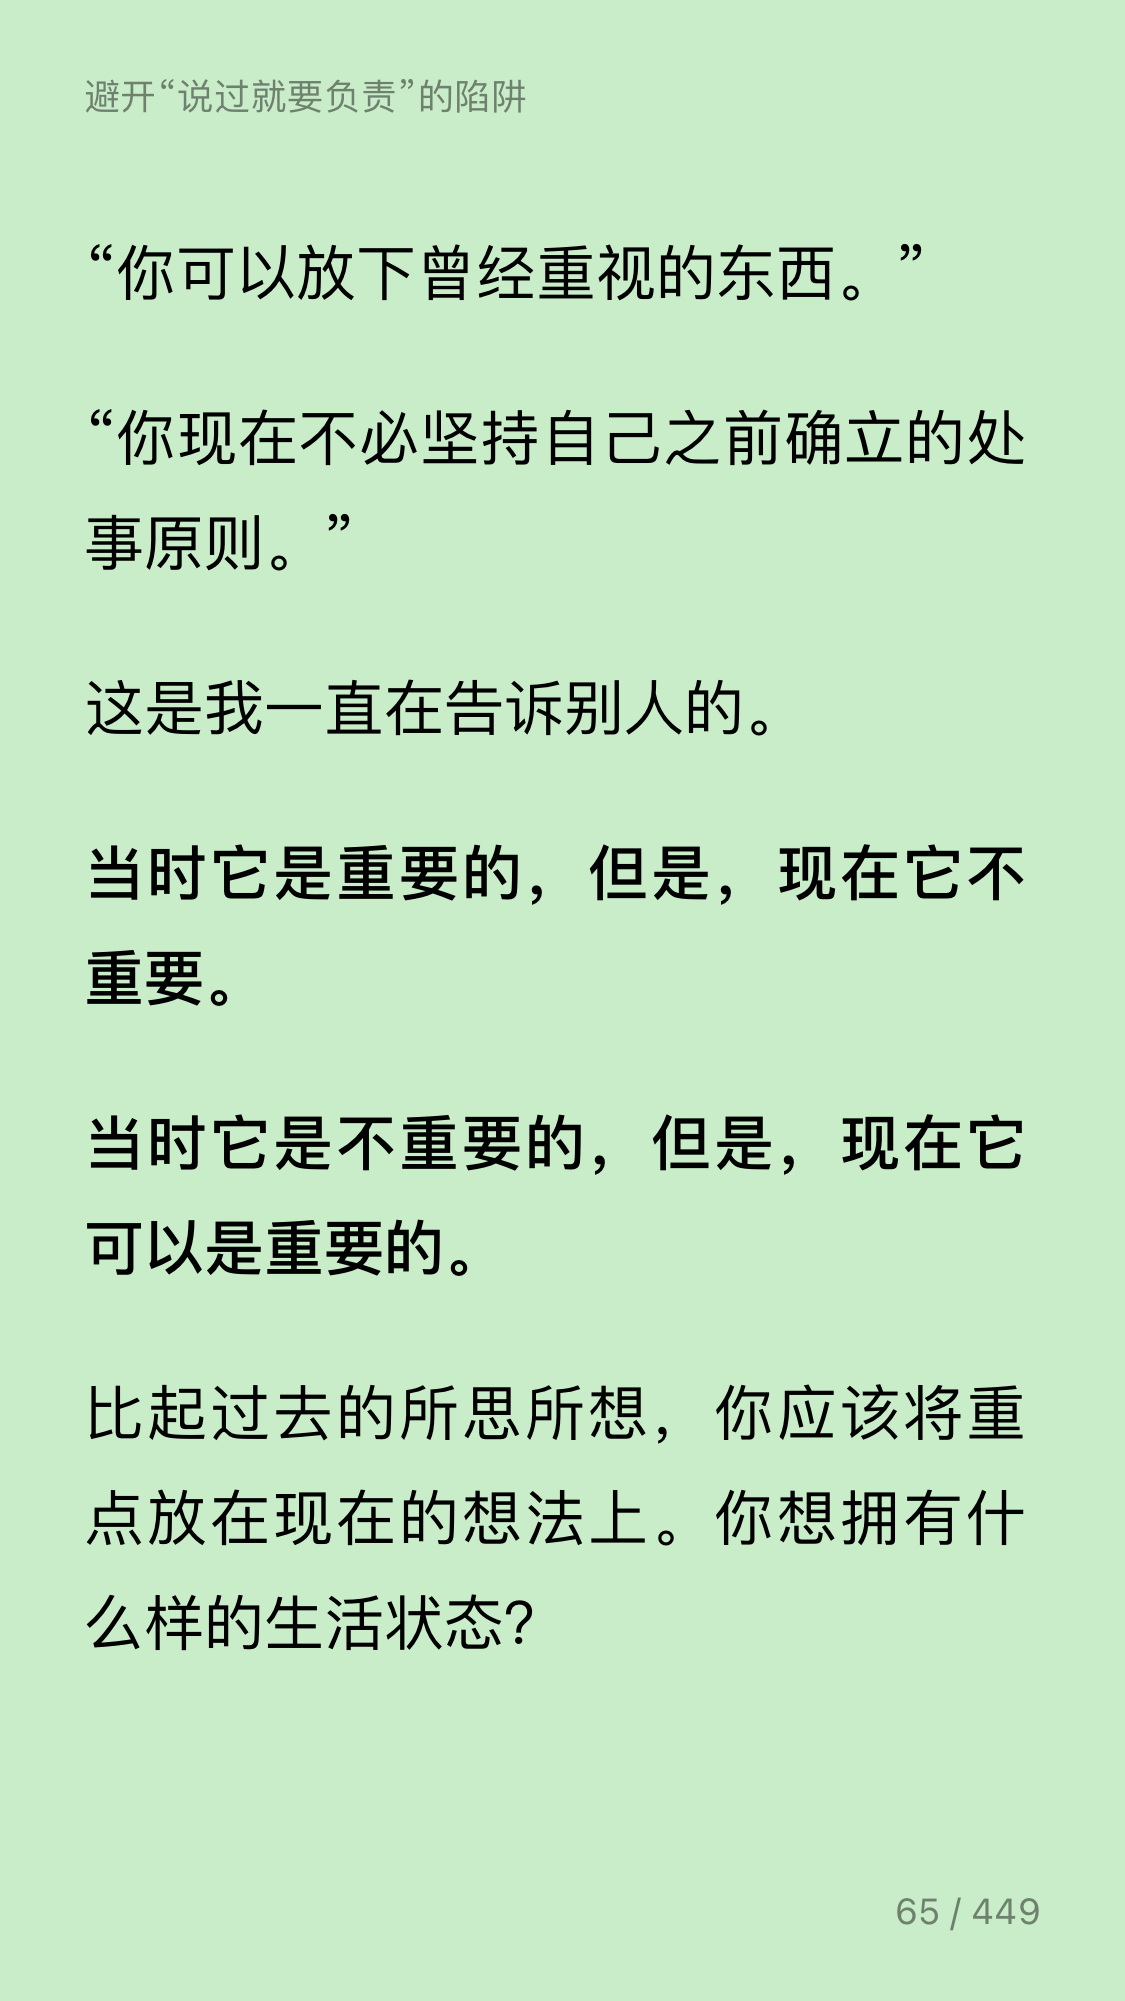 避开“说过就要负责”的陷阱
“你可以放下曾经重视的东西。”
“你现在不必坚持自己之前确立的处
事原则。”
这是我一直在告诉别人的。
当时它是重要的，但是，现在它不
重要。
当时它是不重要的，但是，现在它
可以是重要的。
比起过去的所思所想，你应该将重
点放在现在的想法上。你想拥有什
么样的生活状态？
65 / 449